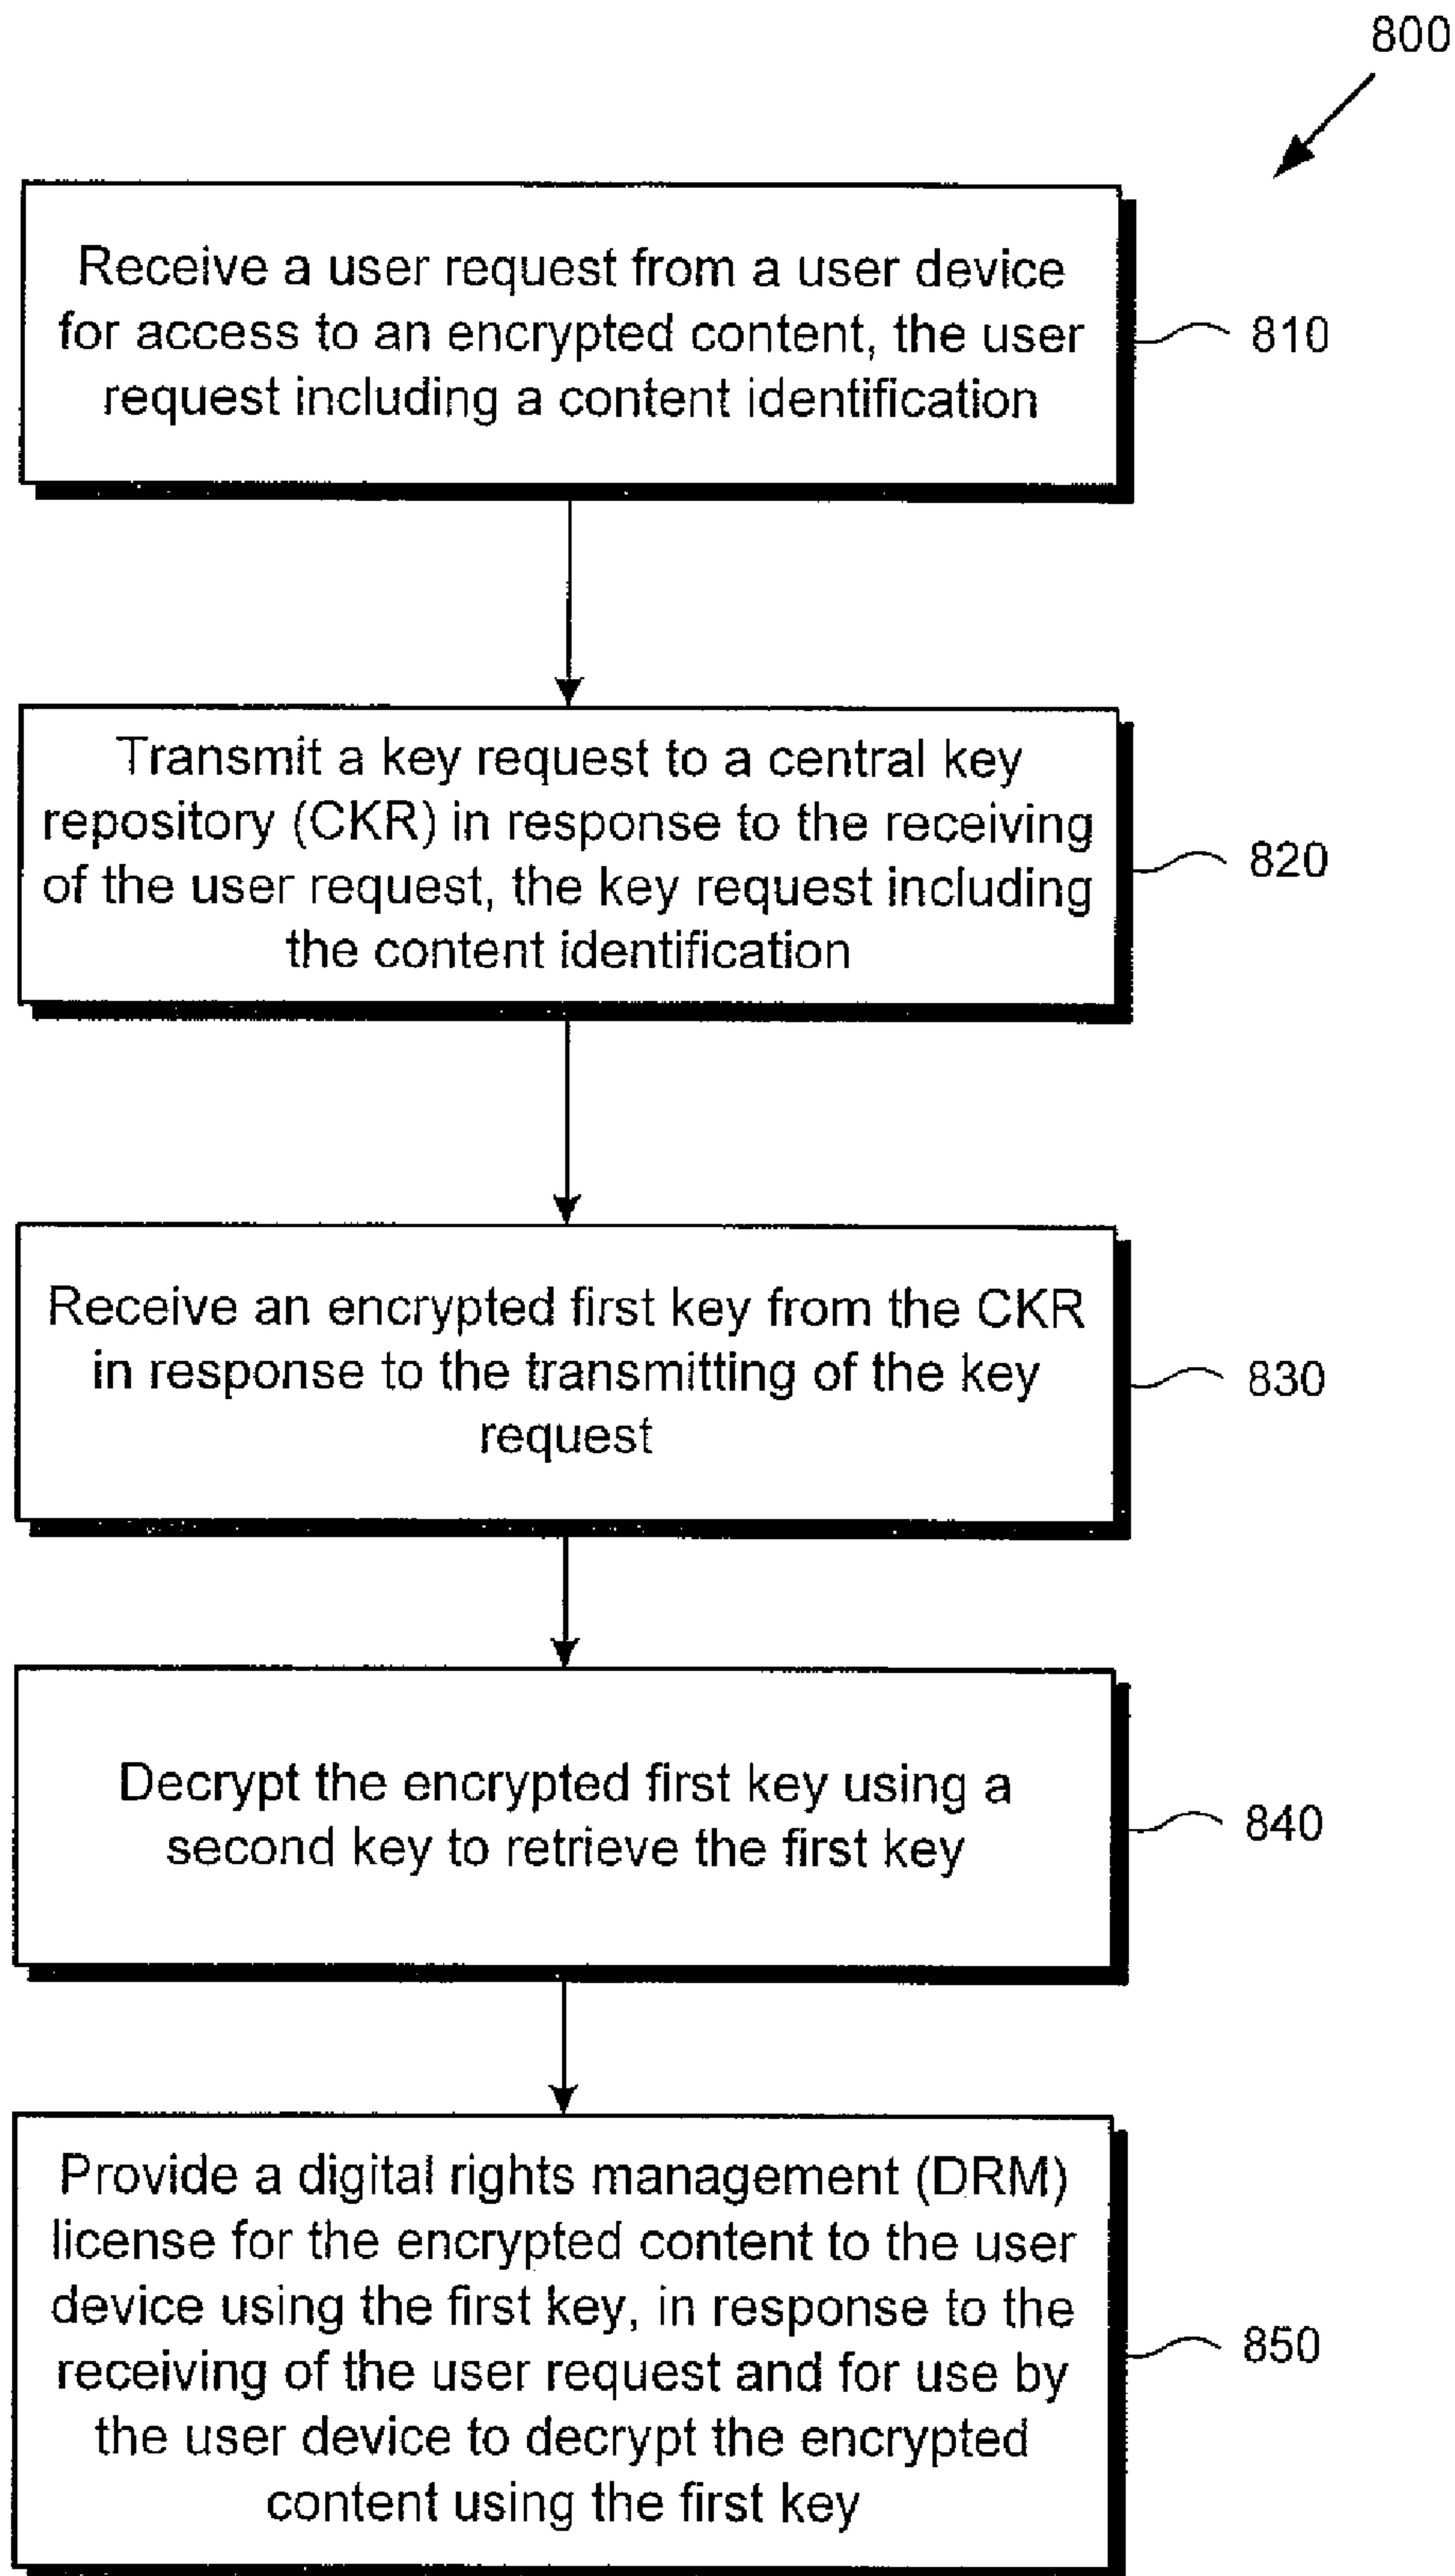 800
Receive a user request from a user device
for access to an encrypted content, the user
request including a content identification
810
Transmit a key request to a central key
repository (CKR) in response to the receiving
of the user request, the key request including
the content identification
820
Receive an encrypted first key from the CKR
in response to the transmitting of the key
request
830
Decrypt the encrypted first key using a
second key to retrieve the first key
840
Provide a digital rights management (DRM)
license for the encrypted content to the user
device using the first key, in response to the
receiving of the user request and for use by
the user device to decrypt the encrypted
content using the first key
850